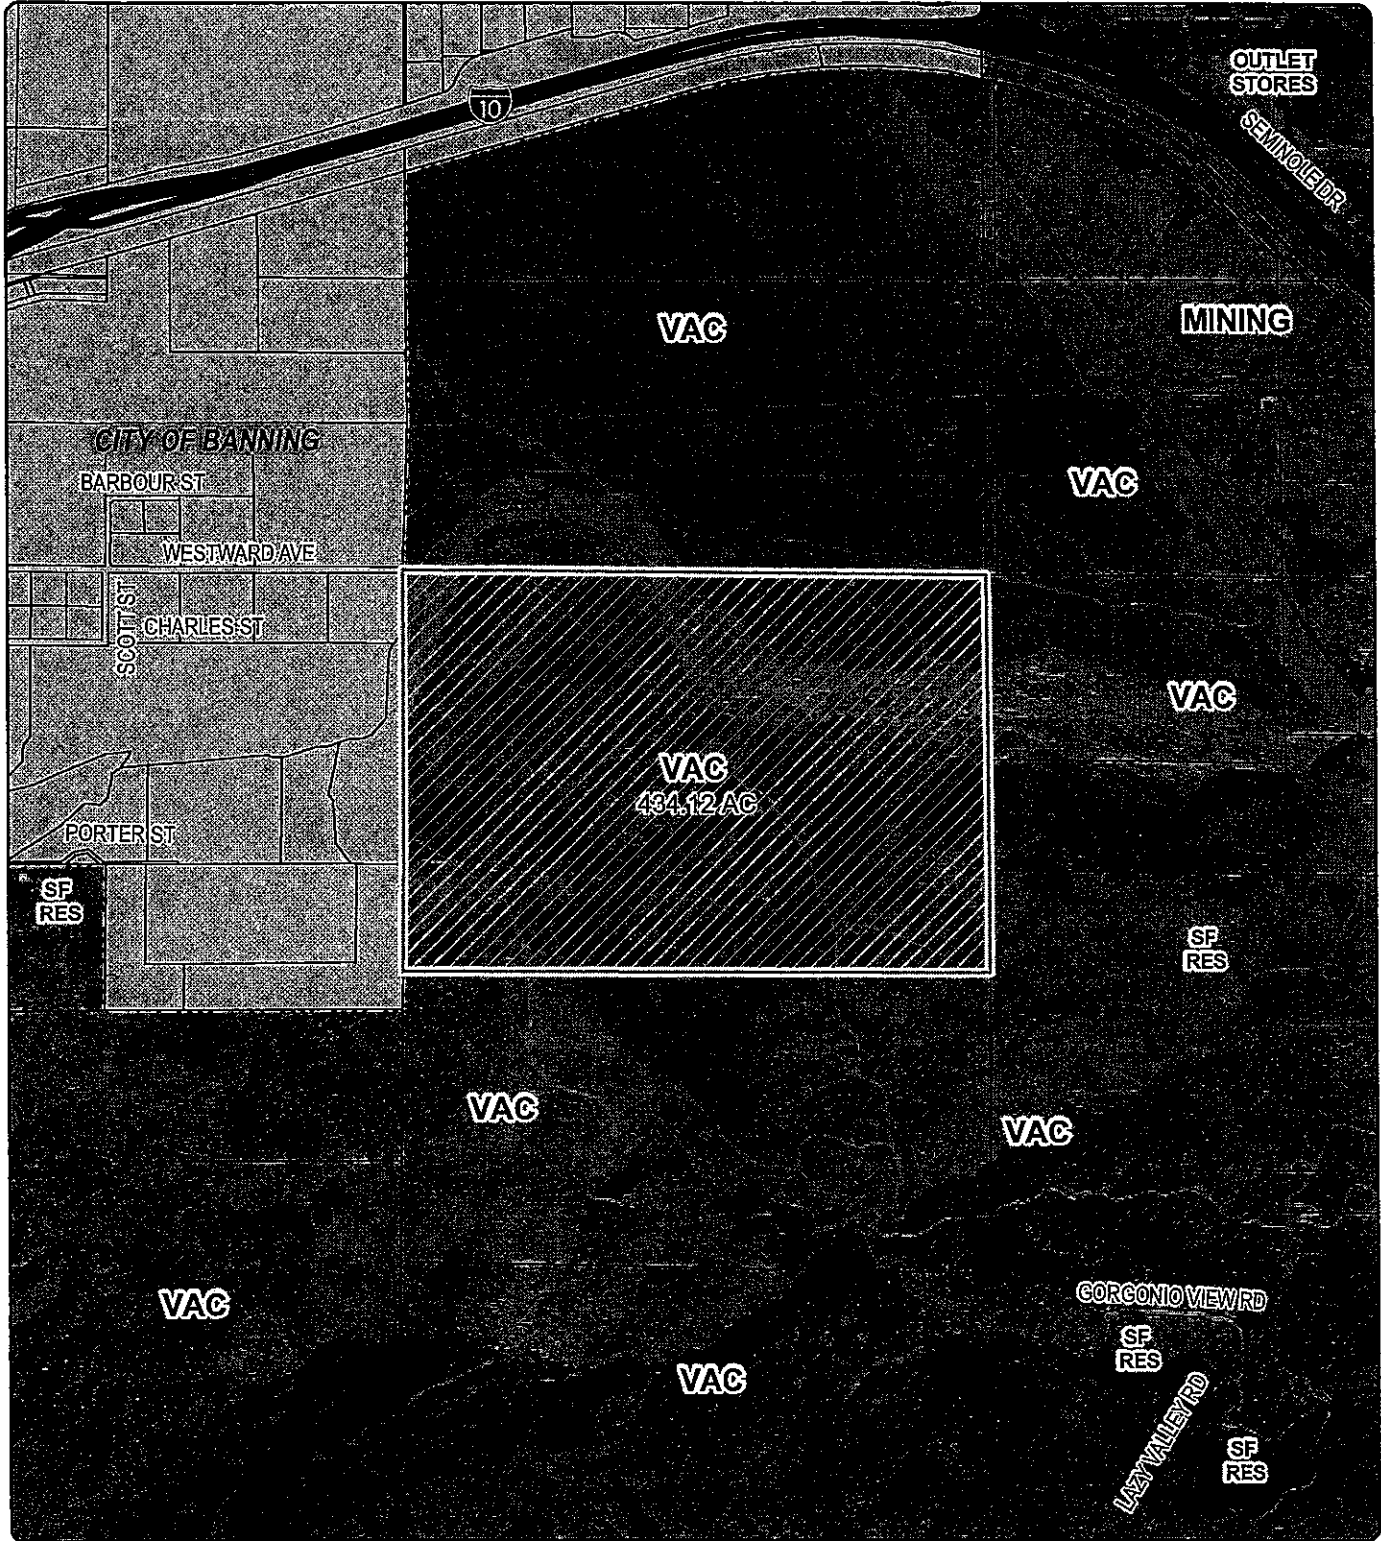 OUTLET
STORES
10
SEMINOLE DR
VAC
MINING
CITY OF BANNING
BARBOUR ST
VAC
WESTWARD AVE
SCOTT ST
CHARLES ST
VAC
VAC
434.12 AC
PORTER ST
SF
RES
SF
RES
VAC
VAC
VAC
GORGONIO VIEW RD
SF
RES
VAC
LAZY VALLEY RD
SF
RES